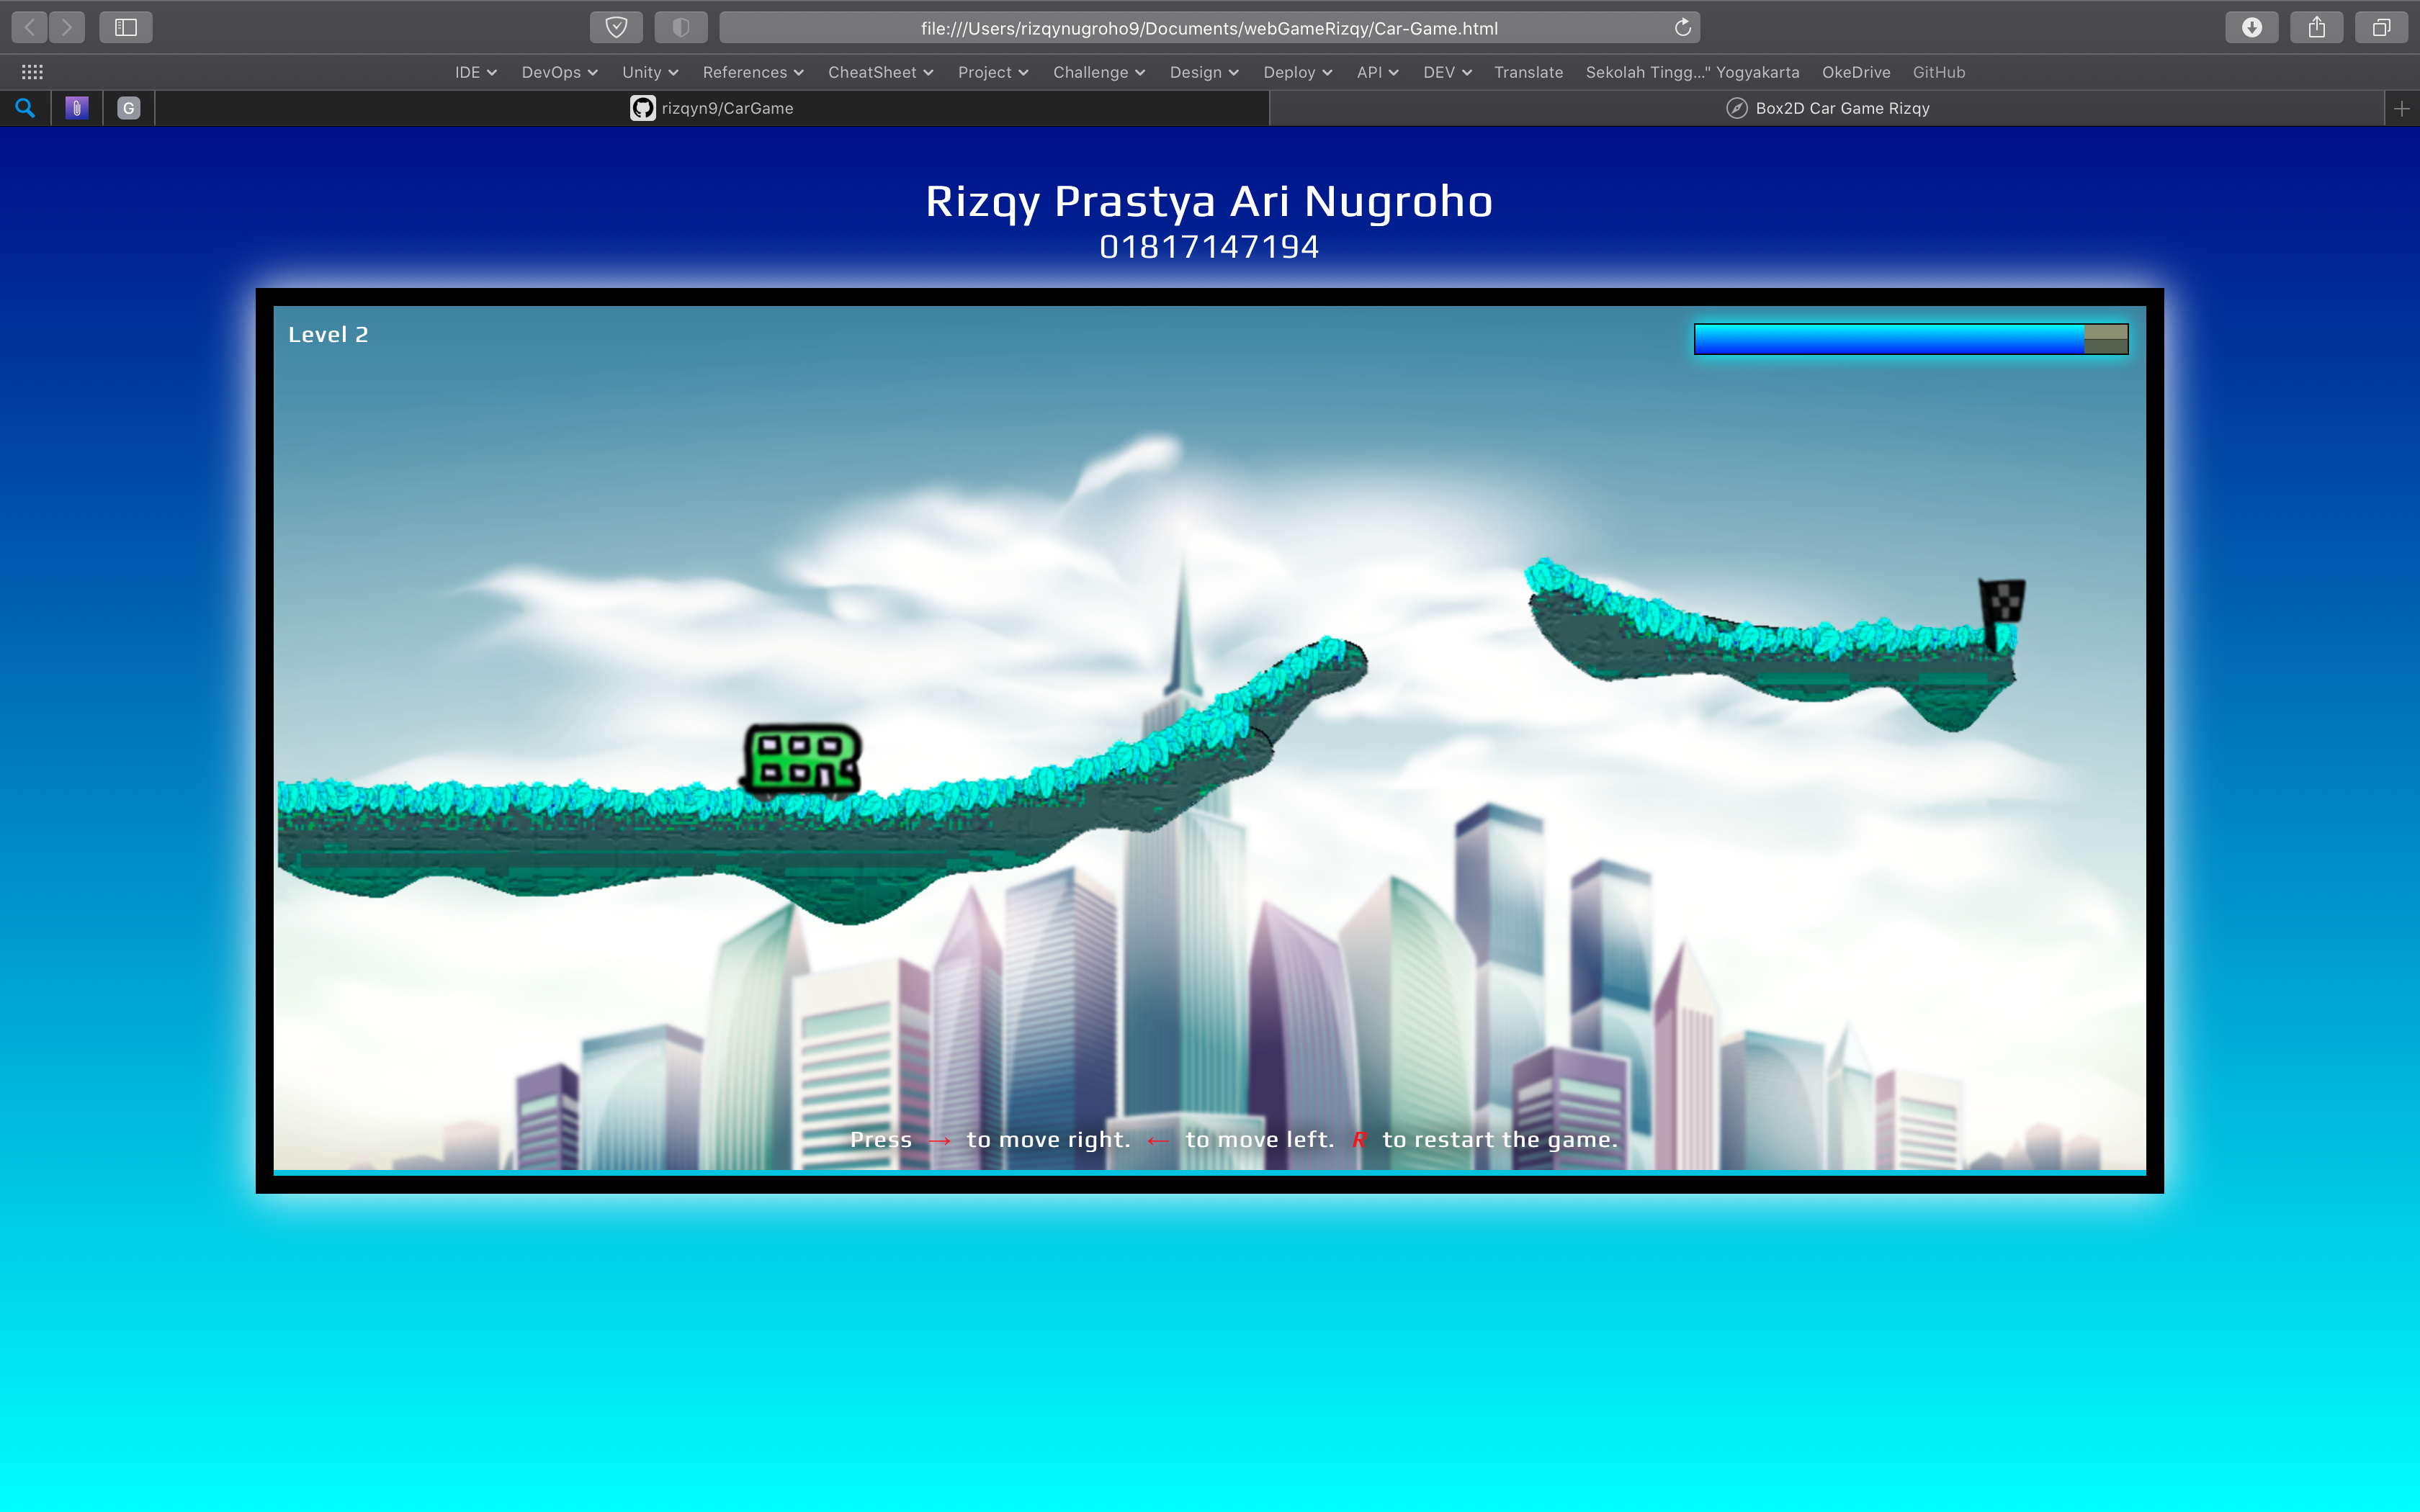 file:///Users/rizqynugroho9/Documents/webGameRizqy/Car-Game.html
IDE DevOps Unity References CheatSheet Project Challenge Design Deploy API DEV Translate Sekolah Tingg..." Yogyakarta OkeDrive GitHub
G rizqyn9/CarGame Box2D Car Game Rizqy
Rizqy Prastya Ari Nugroho
01817147194
Level 2
Press → to move right. ← to move left. R to restart the game.